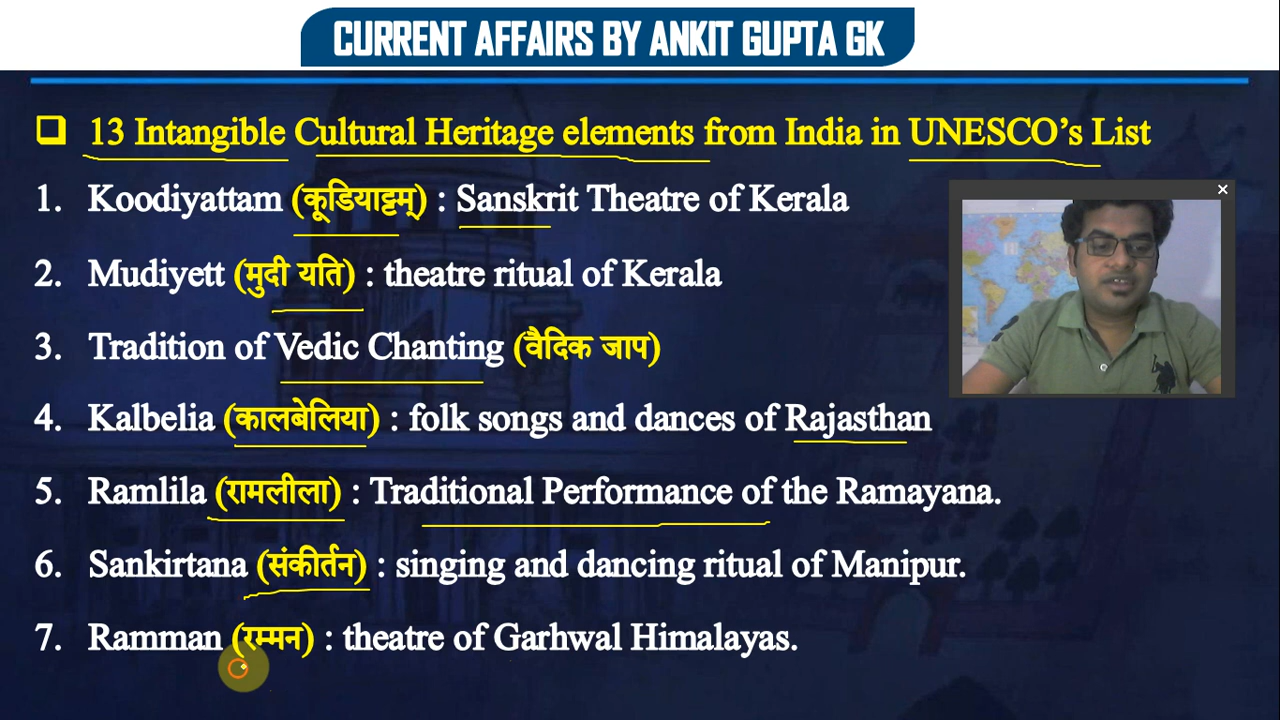 CURRENT AFFAIRS BY ANKIT GUPTA GK
13 Intangible Cultural Heritage elements from India in UNESCO's List
1. Koodiyattam (कूडियाट्टम्) : Sanskrit Theatre of Kerala
2. Mudiyett (मुदी यति) : theatre ritual of Kerala
3. Tradition of Vedic Chanting (वैदिक जाप)
4. Kalbelia (कालबेलिया) : folk songs and dances of Rajasthan
5. Ramlila (रामलीला) : Traditional Performance of the Ramayana.
6. Sankirtana (संकीर्तन) : singing and dancing ritual of Manipur.
7. Ramman (रम्मन) : theatre of Garhwal Himalayas.